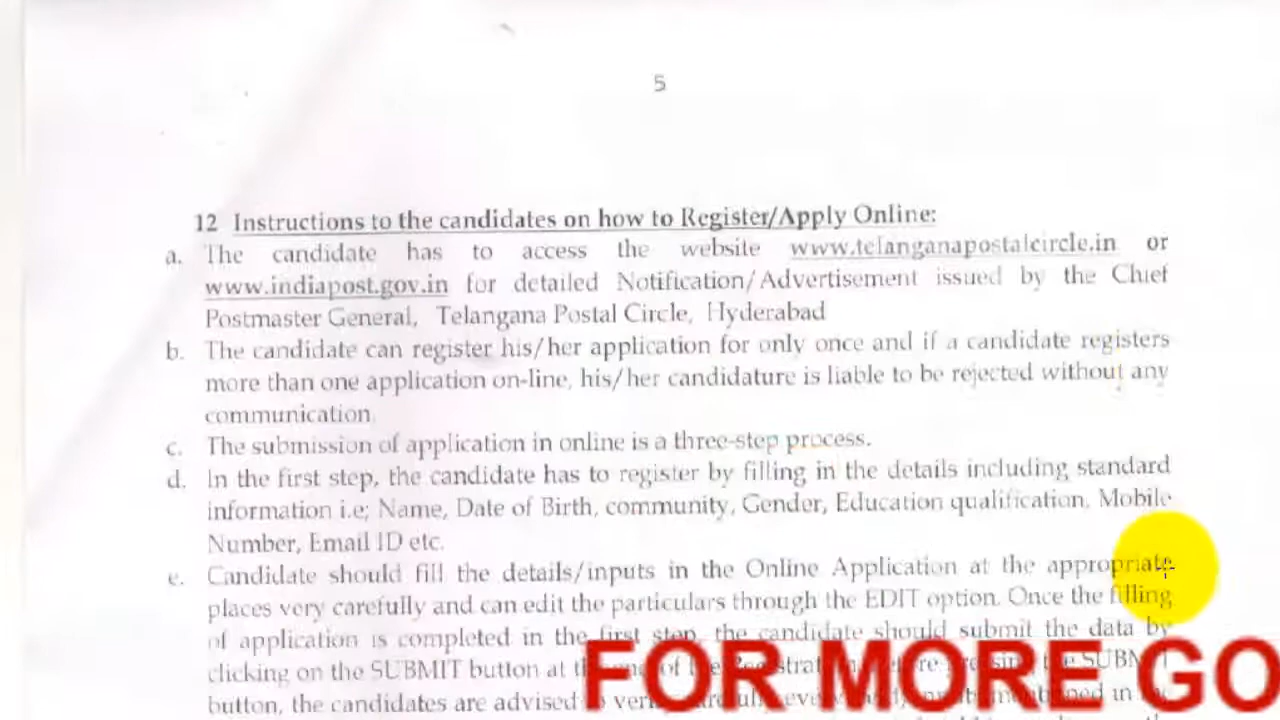 5
12 Instructions to the candidates on how to Register/Apply Online:
a. The candidate has to access the website www.telanganapostalcircle.in or
www.indiapost.gov.in for detailed Notification/Advertisement issued by the Chief
Postmaster General, Telangana Postal Circle, Hyderabad
b. The candidate can register his/her application for only once and if a candidate registers
more than one application on-line, his/her candidature is liable to be rejected without any
communication
c. The submission of application in online is a three-step process.
d. In the first step, the candidate has to register by filling in the details including standard
information i.e; Name, Date of Birth, community, Gender, Education qualification, Mobile
Number, Email ID etc.
e. Candidate should fill the details/inputs in the Online Application at the appropriate
places very carefully and can edit the particulars through the EDIT option. Once the filling
of application is completed in the first step, the candidate should submit the data by
clicking on the SUBMIT button at of the
button, the candidates are advised in
FOR MORE GO